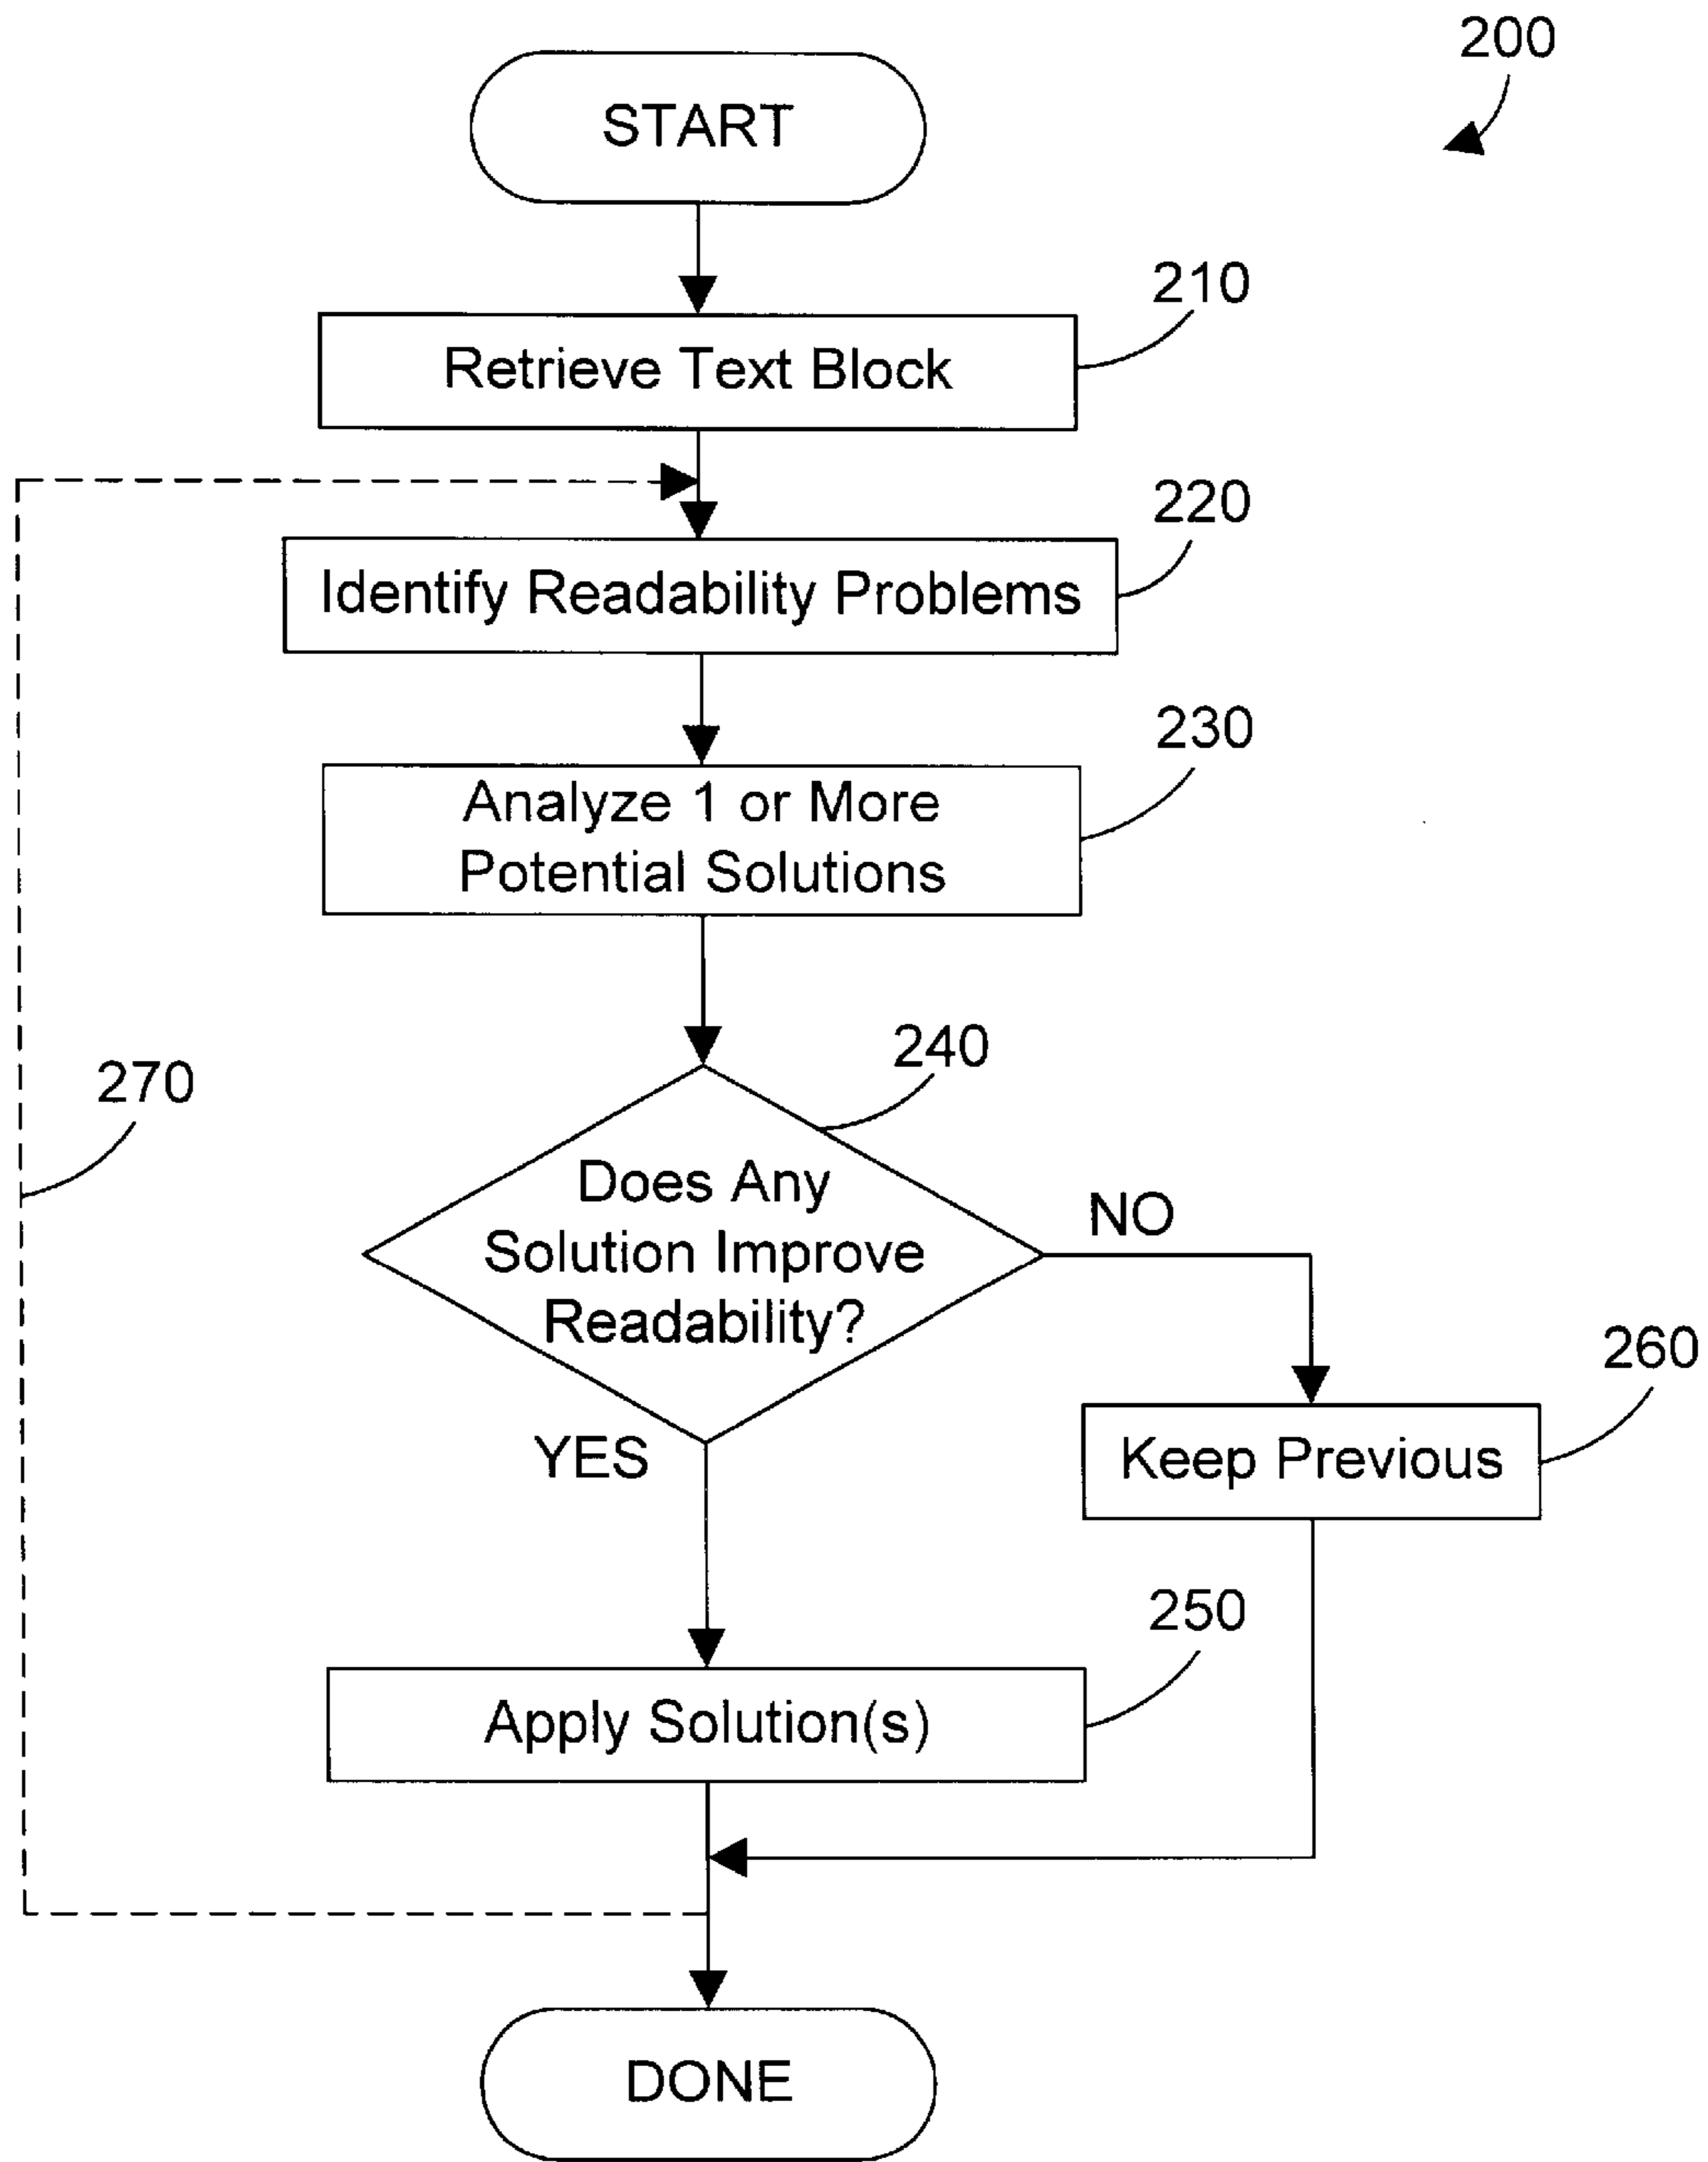 200
START
210
Retrieve Text Block
220
Identify Readability Problems
230
Analyze 1 or More
Potential Solutions
240
270
Does Any
Solution Improve
Readability?
NO
260
YES
Keep Previous
250
Apply Solution(s)
DONE